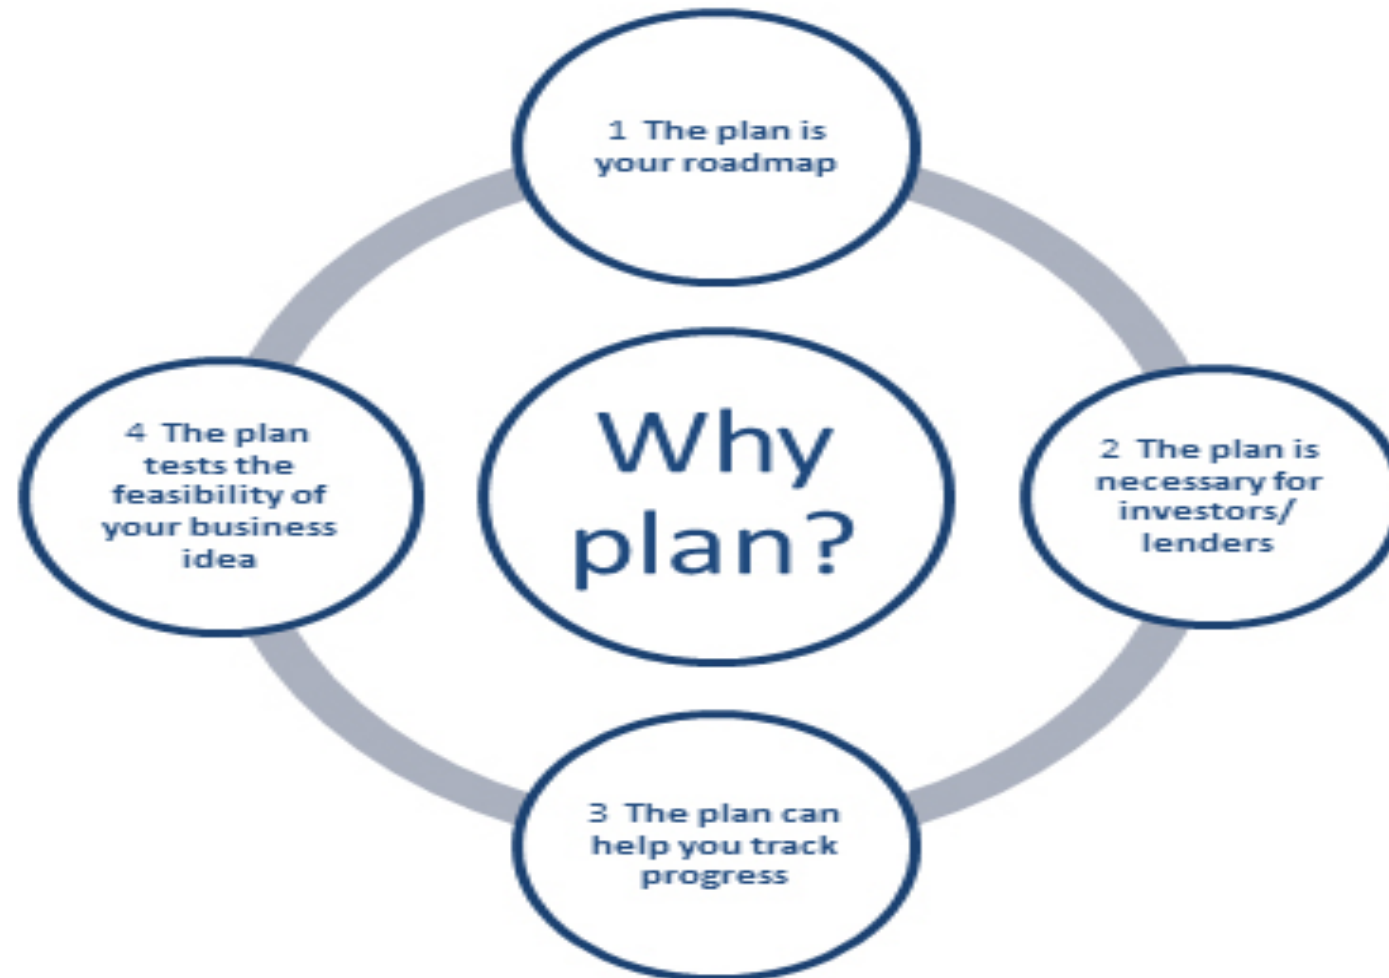 1 The plan is
your roadmap
Why
plan?
2 The plan is
necessary for
investors/
lenders
3 The plan can
help you track
progress
4 The plan
tests the
feasibility of
your business
idea